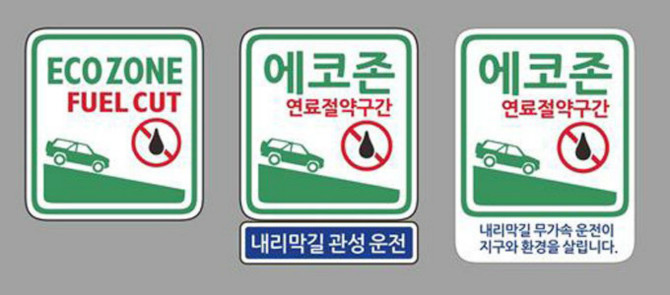 ECO ZONE
FUEL CUT
에코존
연료절약구간
내리막길 관성 운전
에코존
연료절약구간
내리막길 무가속 운전이
지구와 환경을 살립니다.